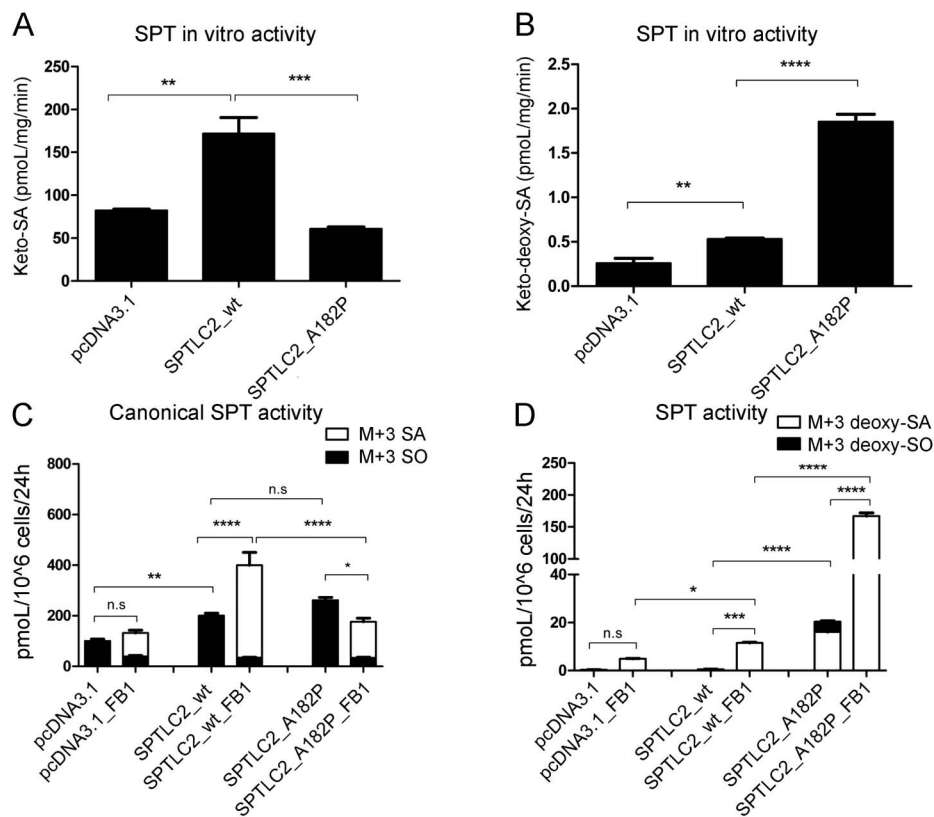 A
SPT in vitro activity
Keto-SA (pmoL/mg/min)
250
200
150
100
50
0
**
***
pcDNA3.1
SPTLC2_wt
SPTLC2_A182P
B
SPT in vitro activity
Keto-deoxy-SA (pmoL/mg/min)
2.5
2.0
1.5
1.0
0.5
0.0
**
****
pcDNA3.1
SPTLC2_wt
SPTLC2_A182P
C
Canonical SPT activity
M+3 SA
M+3 SO
pmoL/10^6 cells/24h
800
600
400
200
0
n.s
**
****
n.s
****
*
pcDNA3.1
pcDNA3.1_FB1
SPTLC2_wt
SPTLC2_wt_FB1
SPTLC2_A182P
SPTLC2_A182P_FB1
D
SPT activity
M+3 deoxy-SA
M+3 deoxy-SO
pmoL/10^6 cells/24h
250
200
150
100
50
40
20
0
n.s
*
***
****
****
****
pcDNA3.1
pcDNA3.1_FB1
SPTLC2_wt
SPTLC2_wt_FB1
SPTLC2_A182P
SPTLC2_A182P_FB1